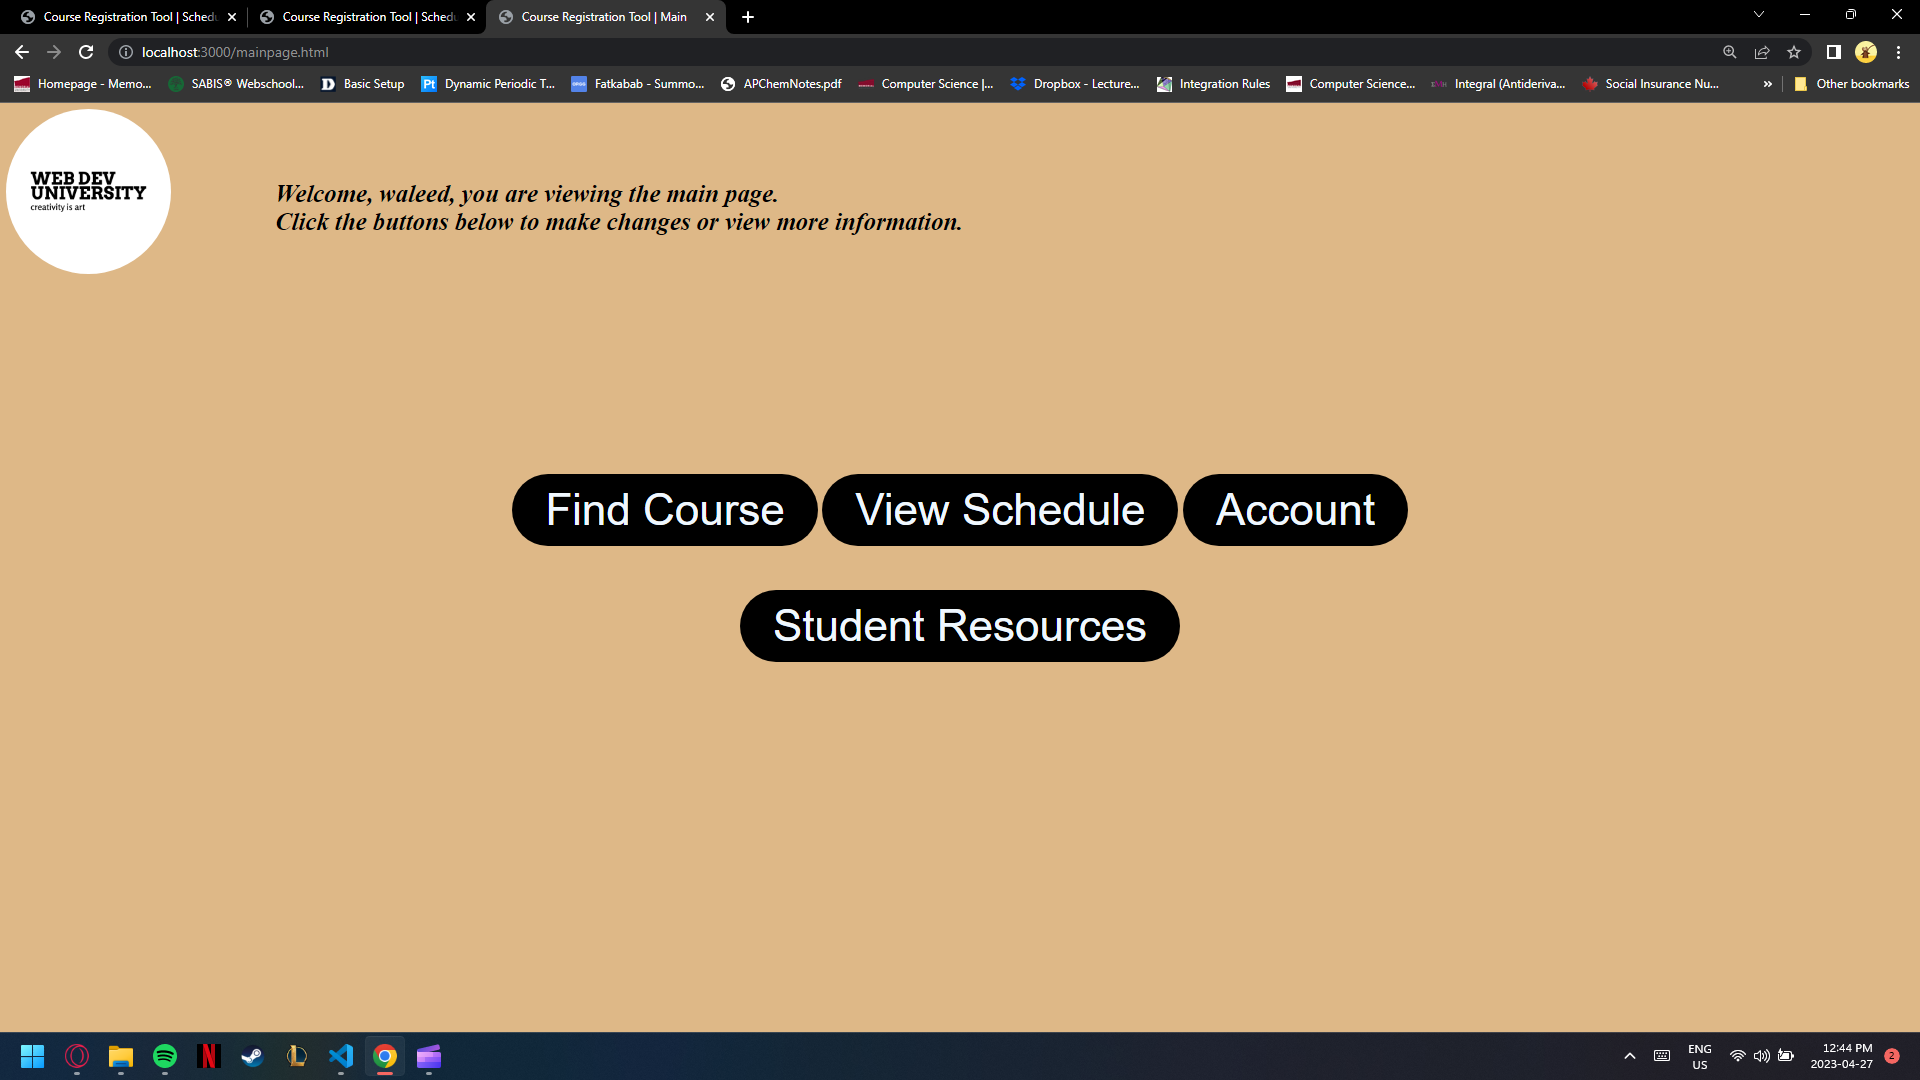 Course Registration Tool | Schedu
Course Registration Tool | Schedu
Course Registration Tool | Main
localhost:3000/mainpage.html
Homepage - Memo...
SABIS® Webschool...
Basic Setup
Pt
Dynamic Periodic T...
Fatkabab - Summo...
APChemNotes.pdf
Computer Science |...
Dropbox - Lecture...
Integration Rules
Computer Science...
Integral (Antideriva...
Social Insurance Nu...
»
Other bookmarks
WEB DEV
UNIVERSITY
creativity is art
Welcome, waleed, you are viewing the main page.
Click the buttons below to make changes or view more information.
Find Course
View Schedule
Account
Student Resources
ENG
US
12:44 PM
2023-04-27
2